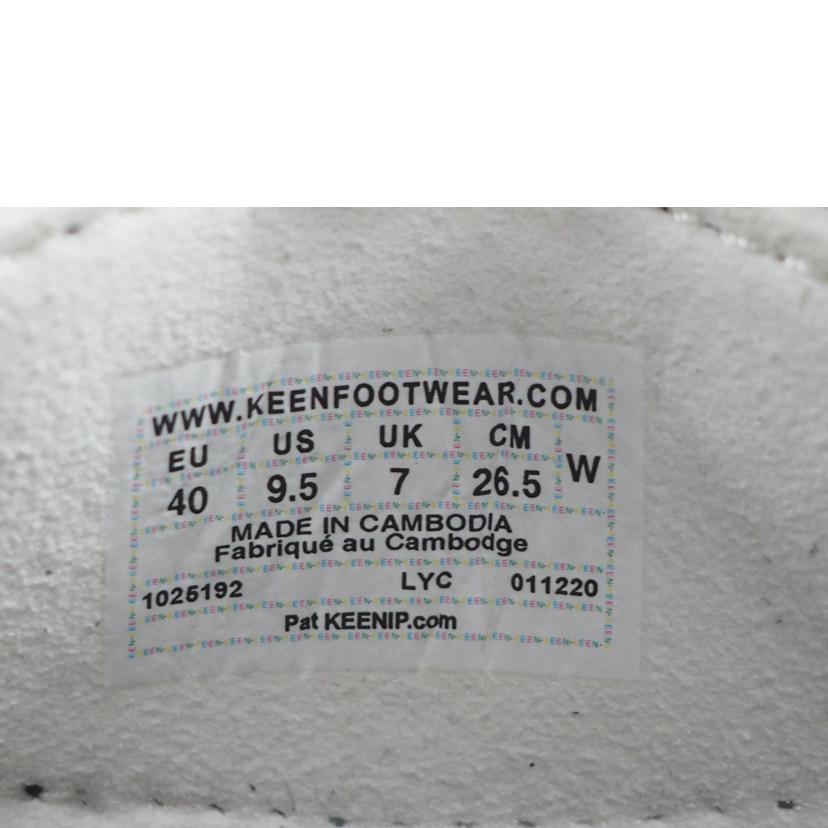 WWW.KEENFOOTWEAR.COM
EU US UK CM W
40 9.5 7 26.5
MADE IN CAMBODIA
Fabriqué au Cambodge
1025192 LYC 011220
Pat KEENIP.com